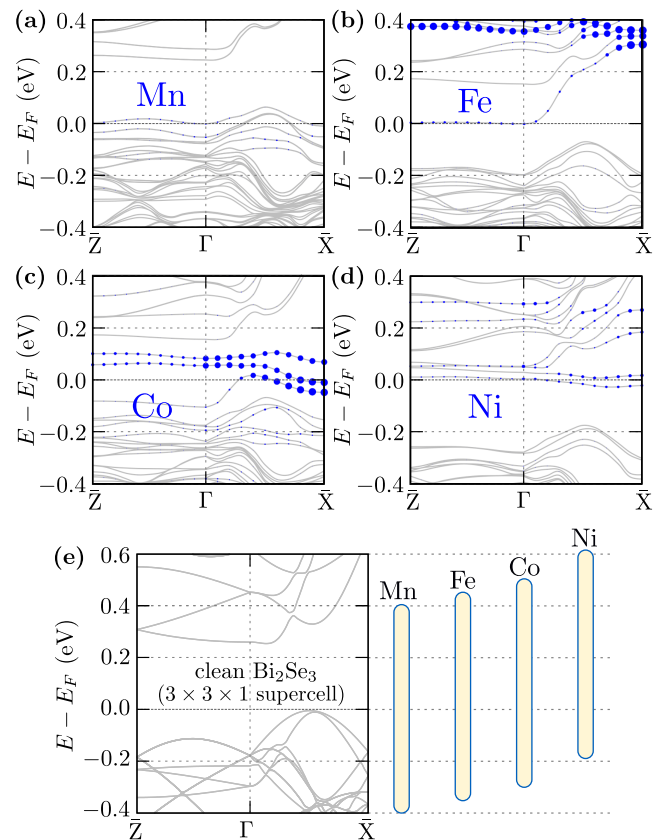 (a)
(b)
0.4
0.2
0.0
−0.2
−0.4
E − E_F (eV)
Mn
Z̄
Γ
X̄
0.4
0.2
0.0
−0.2
−0.4
E − E_F (eV)
Fe
Z̄
Γ
X̄
(c)
(d)
0.4
0.2
0.0
−0.2
−0.4
E − E_F (eV)
Co
Z̄
Γ
X̄
0.4
0.2
0.0
−0.2
−0.4
E − E_F (eV)
Ni
Z̄
Γ
X̄
(e)
0.6
0.4
0.2
0.0
−0.2
−0.4
E − E_F (eV)
clean Bi₂Se₃
(3 × 3 × 1 supercell)
Z̄
Γ
X̄
Mn
Fe
Co
Ni